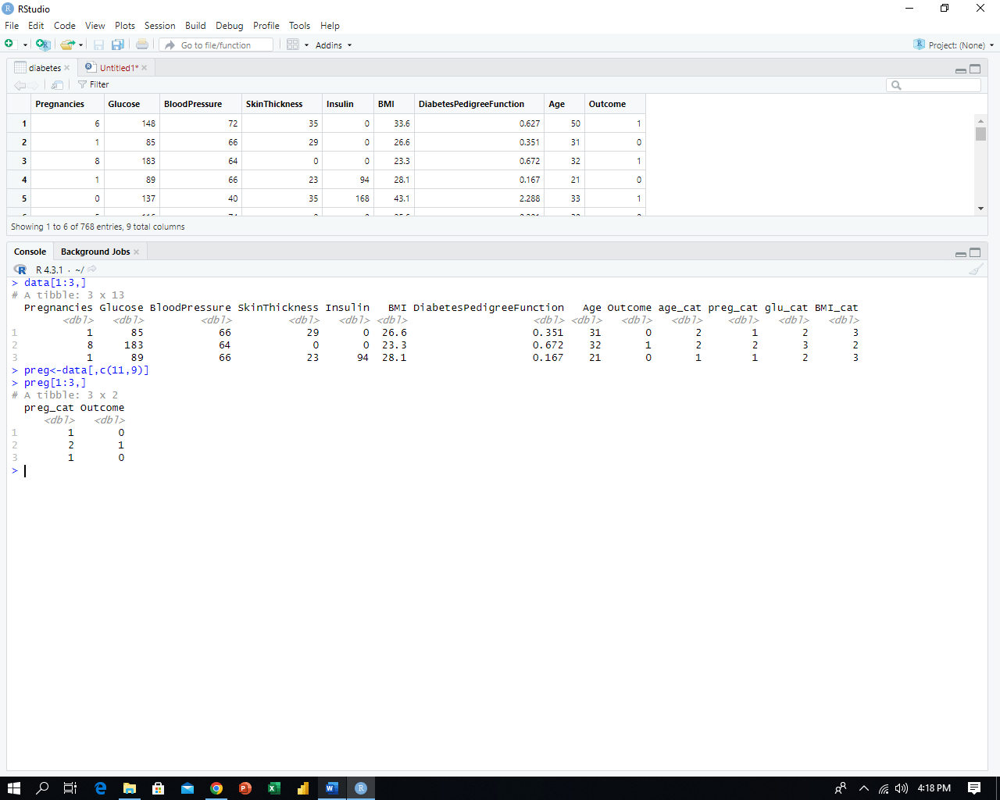 RStudio
File Edit Code View Plots Session Build Debug Profile Tools Help
Go to file/function Addins Project: (None)
diabetes Untitled1*
Filter
Pregnancies Glucose BloodPressure SkinThickness Insulin BMI DiabetesPedigreeFunction Age Outcome
1 6 148 72 35 0 33.6 0.627 50 1
2 1 85 66 29 0 26.6 0.351 31 0
3 8 183 64 0 0 23.3 0.672 32 1
4 1 89 66 23 94 28.1 0.167 21 0
5 0 137 40 35 168 43.1 2.288 33 1
Showing 1 to 6 of 768 entries, 9 total columns
Console Background Jobs
R 4.3.1 · ~/
> data[1:3,]
# A tibble: 3 x 13
Pregnancies Glucose BloodPressure SkinThickness Insulin BMI DiabetesPedigreeFunction Age Outcome age_cat preg_cat glu_cat BMI_cat
<dbl> <dbl> <dbl> <dbl> <dbl> <dbl> <dbl> <dbl> <dbl> <dbl> <dbl> <dbl> <dbl>
1 1 85 66 29 0 26.6 0.351 31 0 2 1 2 3
2 8 183 64 0 0 23.3 0.672 32 1 2 2 3 2
3 1 89 66 23 94 28.1 0.167 21 0 1 1 2 3
> preg<-data[,c(11,9)]
> preg[1:3,]
# A tibble: 3 x 2
preg_cat Outcome
<dbl> <dbl>
1 1 0
2 2 1
3 1 0
>
4:18 PM